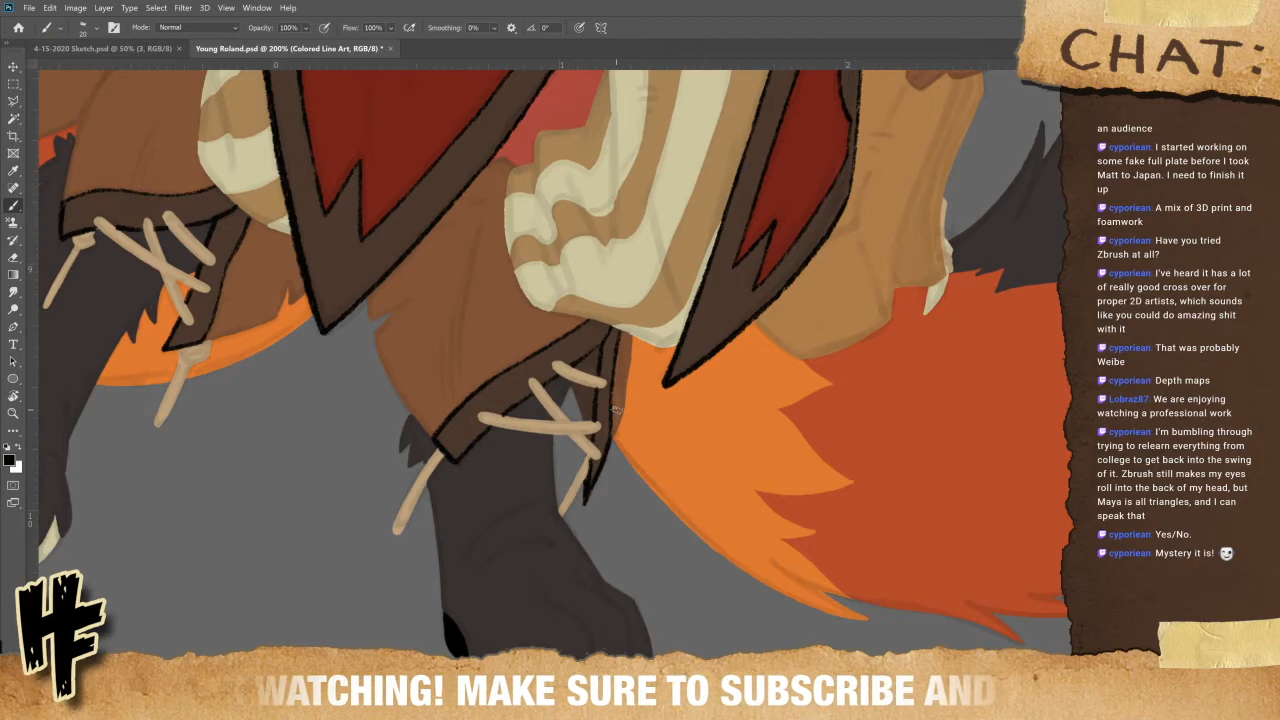 File Edit Image Layer Type Select Filter 3D View Window Help
20 Mode: Normal Opacity: 100% Flow: 100% Smoothing: 0% 0°
4-15-2020 Sketch.psd @ 50% (3, RGB/8) × Young Roland.psd @ 200% (Colored Line Art, RGB/8) * ×
0 1 2
9
10
CHAT:
an audience
cyporiean: I started working on
some fake full plate before I took
Matt to Japan. I need to finish it
up
cyporiean: A mix of 3D print and
foamwork
cyporiean: Have you tried
Zbrush at all?
cyporiean: I've heard it has a lot
of really good cross over for
proper 2D artists, which sounds
like you could do amazing shit
with it
cyporiean: That was probably
Weibe
cyporiean: Depth maps
Lobraz87: We are enjoying
watching a professional work
cyporiean: I'm bumbling through
trying to relearn everything from
college to get back into the swing
of it. Zbrush still makes my eyes
roll into the back of my head, but
Maya is all triangles, and I can
speak that
cyporiean: Yes/No.
cyporiean: Mystery it is!
HF
WATCHING! MAKE SURE TO SUBSCRIBE AND